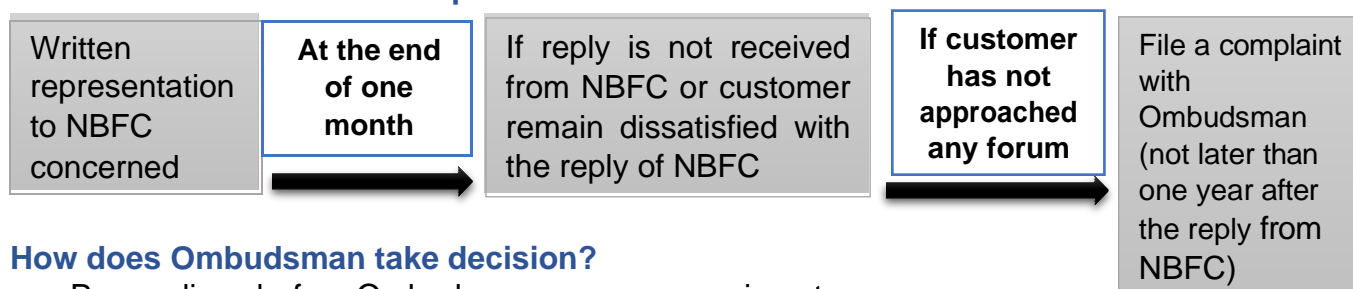 Written
representation
to NBFC
concerned
At the end
of one
month
If reply is not received
from NBFC or customer
remain dissatisfied with
the reply of NBFC
If customer
has not
approached
any forum
File a complaint
with
Ombudsman
(not later than
one year after
the reply from
NBFC)
How does Ombudsman take decision?